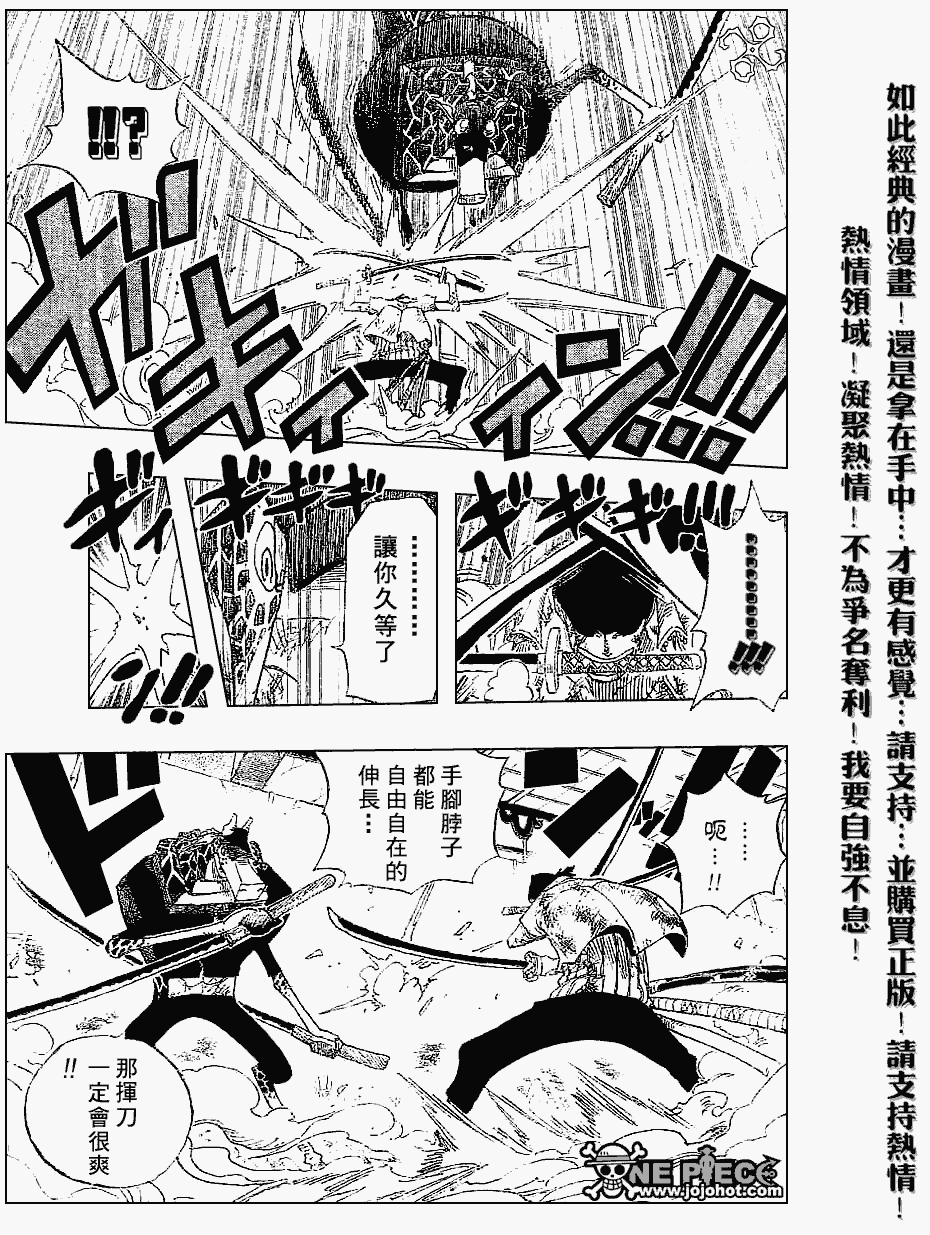 如此經典的漫畫！還是拿在手中…才更有感覺…請支持…並購買正版！請支持熱情！
熱情領域！凝聚熱情！不為爭名奪利！我要自強不息！
!!?
ガギィィン!!!
………!!!
ギギギ!!!
………
讓你久等了
ギギギ
ギィン!!
……
呃…!!
手腳脖子
都能
自由自在的
伸長…
那揮刀
一定會很爽
!!
ONE PIECE
www.jojohot.com